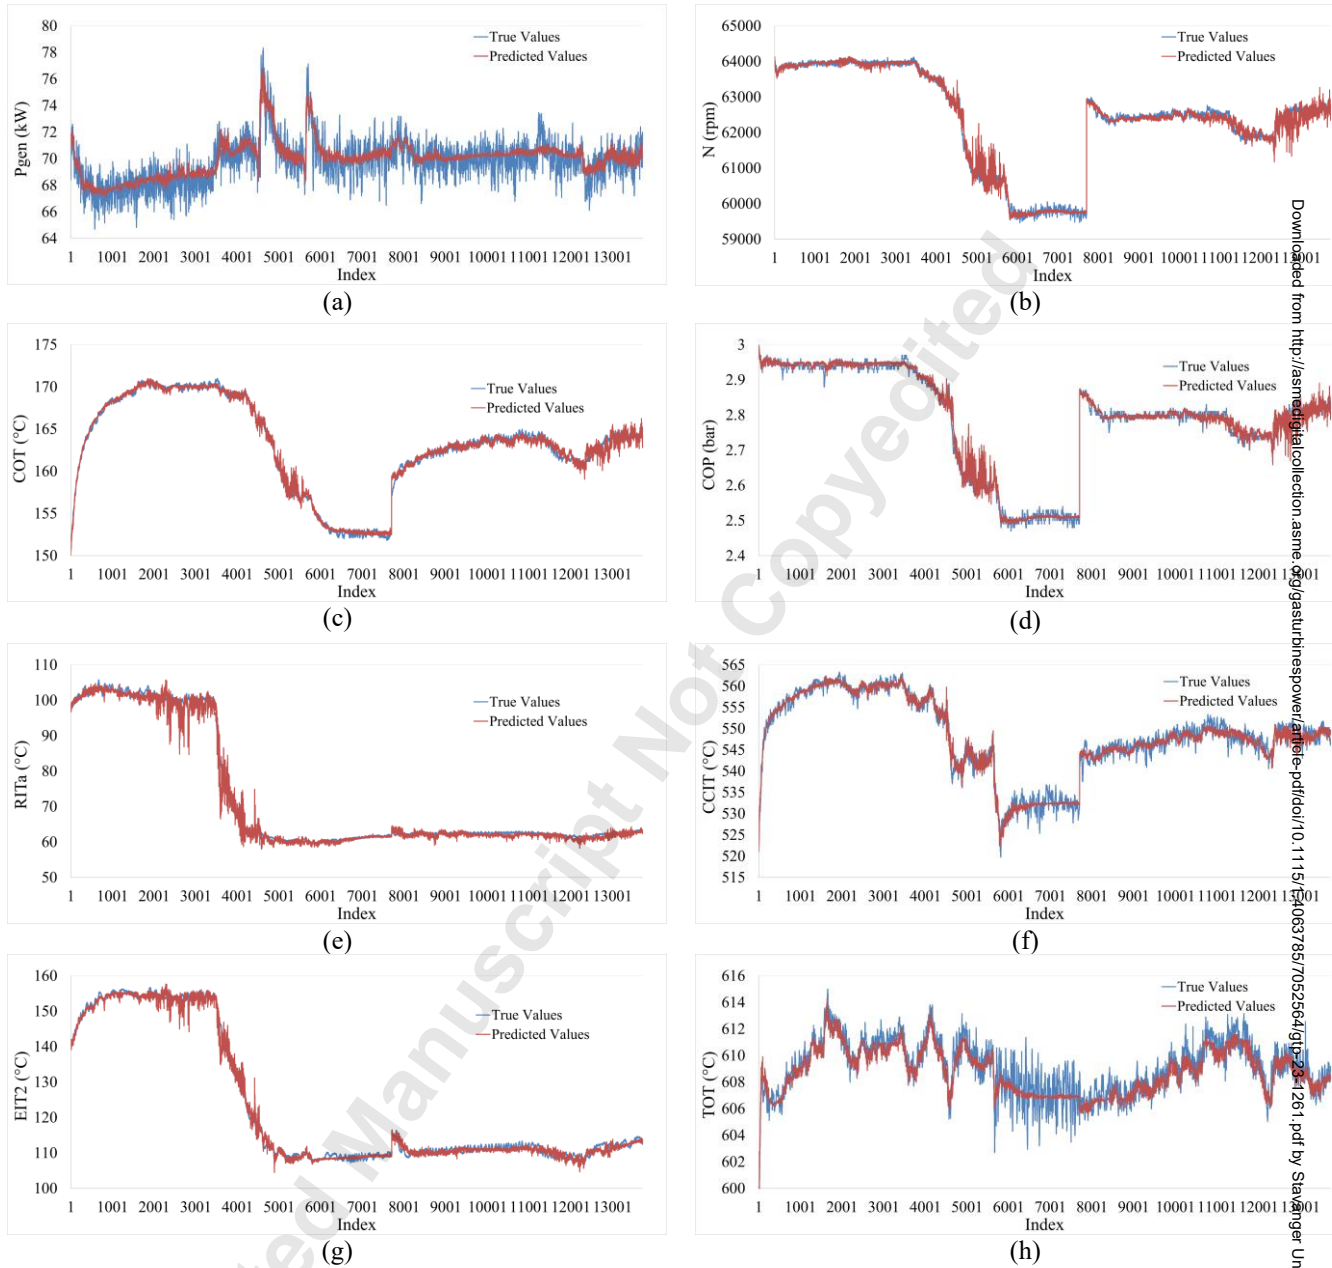 80
78
76
74
72
70
68
66
64
Pgen (kW)
True Values
Predicted Values
1 1001 2001 3001 4001 5001 6001 7001 8001 9001 10001 11001 12001 13001
Index
(a)
65000
64000
63000
62000
61000
60000
59000
N (rpm)
True Values
Predicted Values
1 1001 2001 3001 4001 5001 6001 7001 8001 9001 10001 11001 12001 13001
Index
(b)
175
170
165
160
155
150
COT (°C)
True Values
Predicted Values
1 1001 2001 3001 4001 5001 6001 7001 8001 9001 10001 11001 12001 13001
Index
(c)
3
2.9
2.8
2.7
2.6
2.5
2.4
COP (bar)
True Values
Predicted Values
1 1001 2001 3001 4001 5001 6001 7001 8001 9001 10001 11001 12001 13001
Index
(d)
110
100
90
80
70
60
50
RITa (°C)
True Values
Predicted Values
1 1001 2001 3001 4001 5001 6001 7001 8001 9001 10001 11001 12001 13001
Index
(e)
565
560
555
550
545
540
535
530
525
520
515
CCIT (°C)
True Values
Predicted Values
1 1001 2001 3001 4001 5001 6001 7001 8001 9001 10001 11001 12001 13001
Index
(f)
160
150
140
130
120
110
100
EIT2 (°C)
True Values
Predicted Values
1 1001 2001 3001 4001 5001 6001 7001 8001 9001 10001 11001 12001 13001
Index
(g)
616
614
612
610
608
606
604
602
600
TOT (°C)
True Values
Predicted Values
1 1001 2001 3001 4001 5001 6001 7001 8001 9001 10001 11001 12001 13001
Index
(h)
ted Manuscript Not Copyedited
Downloaded from http://asmedigitalcollection.asme.org/gasturbinespower/article-pdf/doi/10.1115/1.4063785/7052564/gtp-23-1261.pdf by Stavanger Un